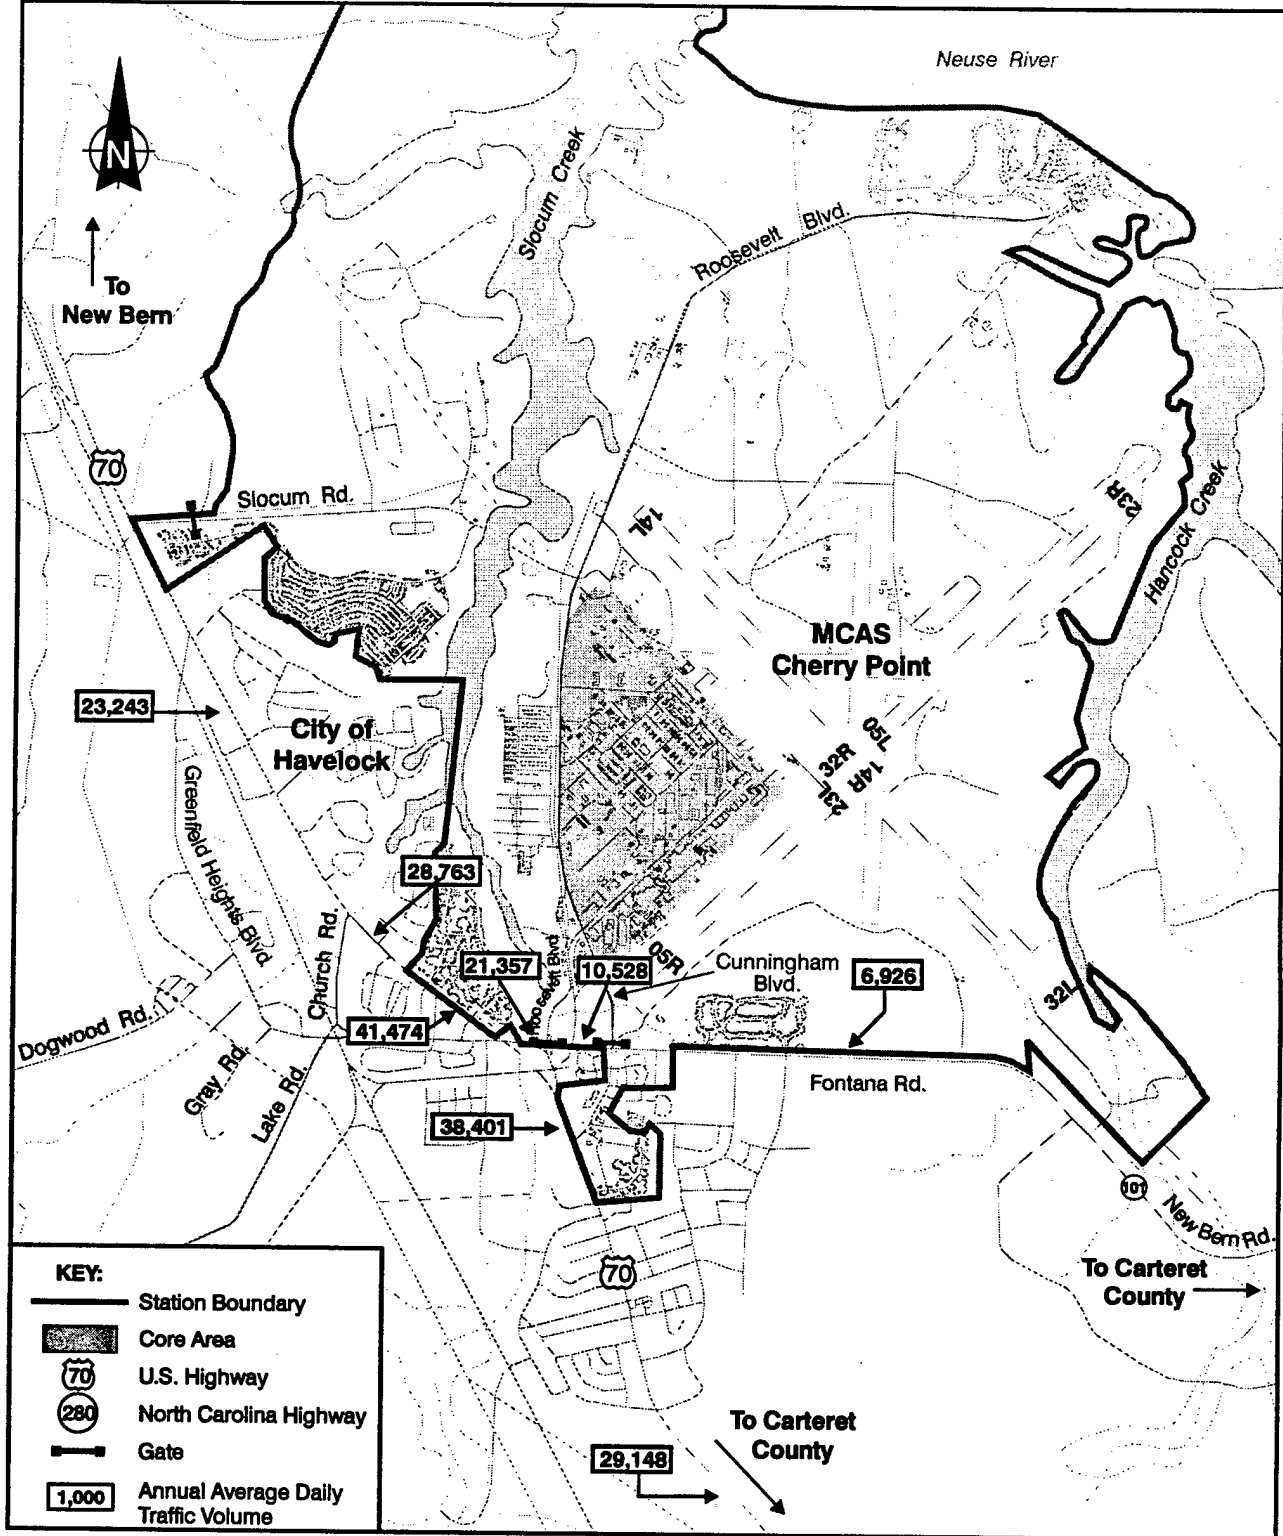 Neuse River
N
To
New Bern
Slocum Creek
Roosevelt Blvd.
70
Slocum Rd.
14L
23R
Hancock Creek
MCAS
Cherry Point
23,243
City of
Havelock
05L
32R
14R
23L
Greenfield Heights Blvd.
28,763
Church Rd.
21,357
Roosevelt Blvd
10,528
05R
Cunningham
Blvd.
6,926
32L
41,474
Dogwood Rd.
Gray Rd.
Lake Rd.
Fontana Rd.
38,401
101
New Bern Rd.
70
To Carteret
County
KEY:
Station Boundary
Core Area
70 U.S. Highway
280 North Carolina Highway
Gate
1,000 Annual Average Daily
Traffic Volume
To Carteret
County
29,148